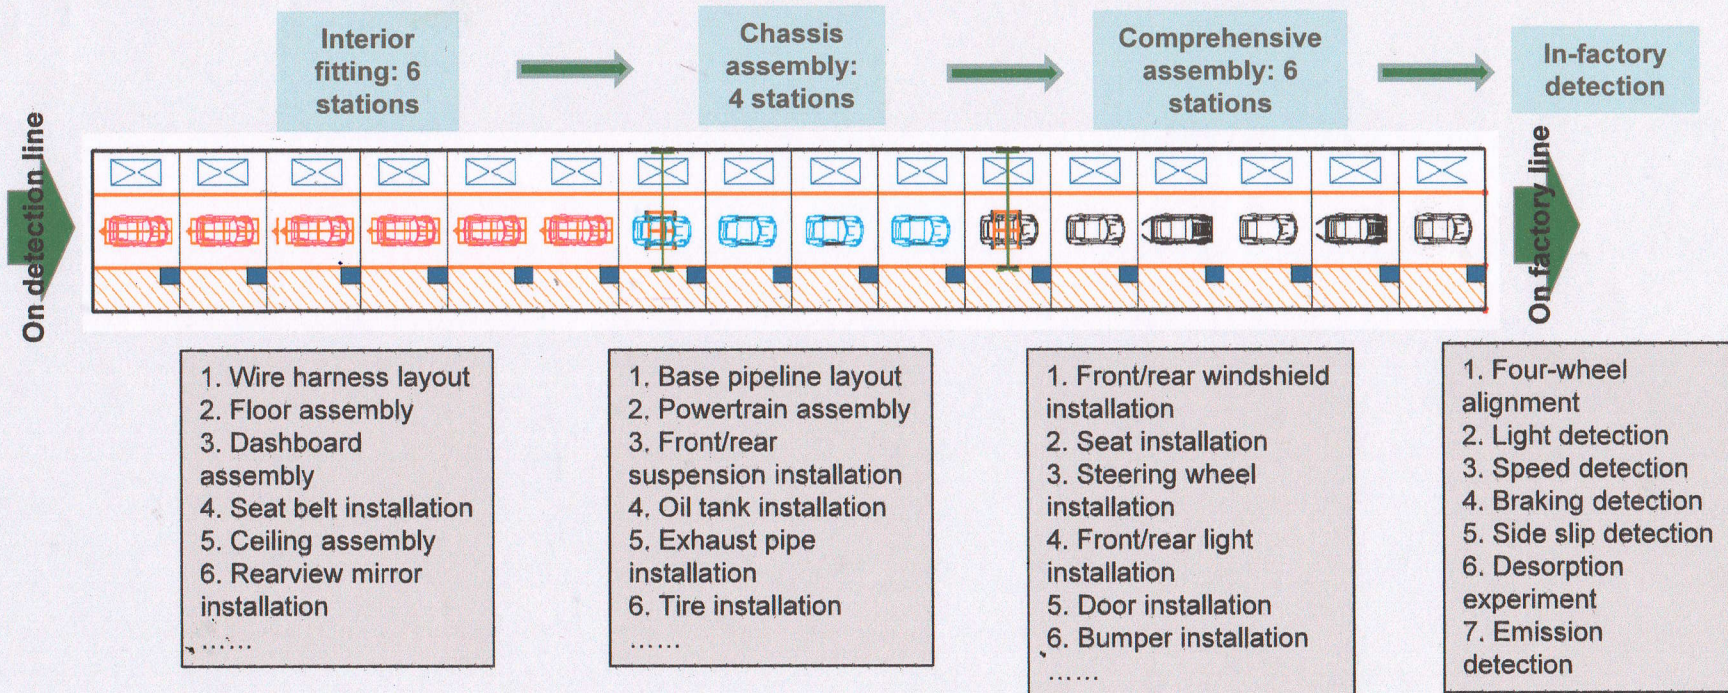 Interior
fitting: 6
stations
Chassis
assembly:
4 stations
Comprehensive
assembly: 6
stations
In-factory
detection
On detection line
On factory line
1. Wire harness layout
2. Floor assembly
3. Dashboard
assembly
4. Seat belt installation
5. Ceiling assembly
6. Rearview mirror
installation
......
1. Base pipeline layout
2. Powertrain assembly
3. Front/rear
suspension installation
4. Oil tank installation
5. Exhaust pipe
installation
6. Tire installation
......
1. Front/rear windshield
installation
2. Seat installation
3. Steering wheel
installation
4. Front/rear light
installation
5. Door installation
6. Bumper installation
......
1. Four-wheel
alignment
2. Light detection
3. Speed detection
4. Braking detection
5. Side slip detection
6. Desorption
experiment
7. Emission
detection